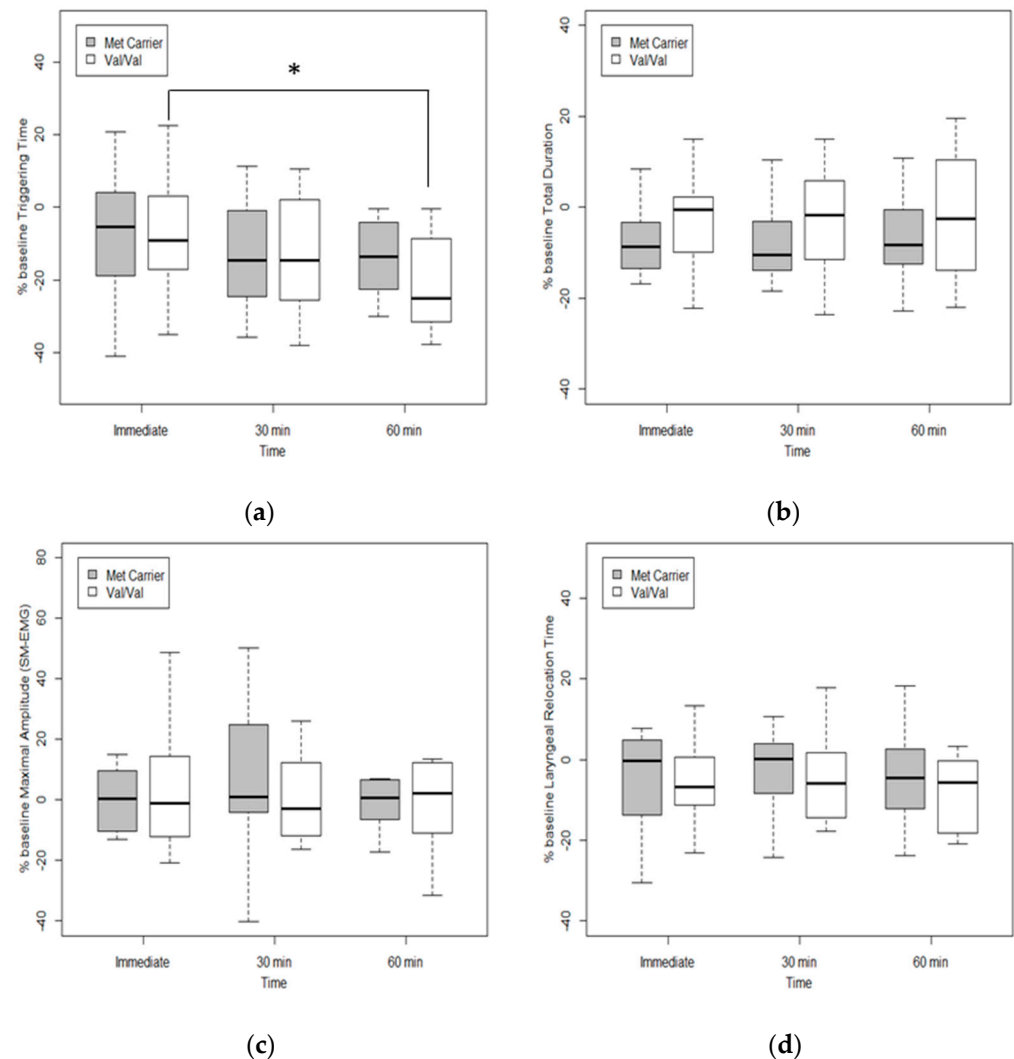 Met Carrier
Val/Val
*
% baseline Triggering Time
40
20
0
-20
-40
Immediate
30 min
60 min
Time
(a)
Met Carrier
Val/Val
% baseline Total Duration
40
20
0
-20
-40
Immediate
30 min
60 min
Time
(b)
Met Carrier
Val/Val
% baseline Maximal Amplitude (SM-EMG)
80
60
40
20
0
-20
-40
Immediate
30 min
60 min
Time
(c)
Met Carrier
Val/Val
% baseline Laryngeal Relocation Time
40
20
0
-20
-40
Immediate
30 min
60 min
Time
(d)